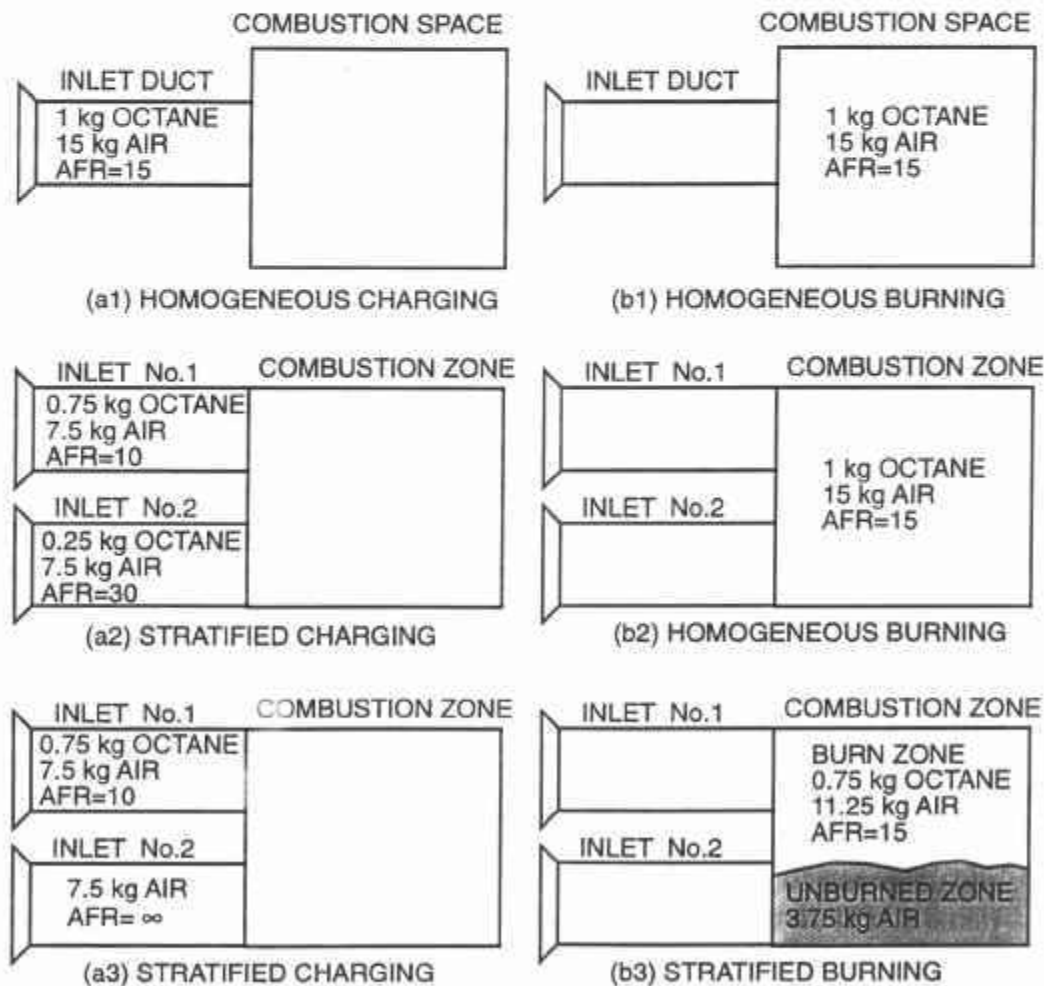 COMBUSTION SPACE
INLET DUCT
1 kg OCTANE
15 kg AIR
AFR=15
(a1) HOMOGENEOUS CHARGING
COMBUSTION SPACE
INLET DUCT
1 kg OCTANE
15 kg AIR
AFR=15
(b1) HOMOGENEOUS BURNING
INLET No.1
COMBUSTION ZONE
0.75 kg OCTANE
7.5 kg AIR
AFR=10
INLET No.2
0.25 kg OCTANE
7.5 kg AIR
AFR=30
(a2) STRATIFIED CHARGING
INLET No.1
COMBUSTION ZONE
1 kg OCTANE
15 kg AIR
AFR=15
INLET No.2
(b2) HOMOGENEOUS BURNING
INLET No.1
COMBUSTION ZONE
0.75 kg OCTANE
7.5 kg AIR
AFR=10
INLET No.2
7.5 kg AIR
AFR= ∞
(a3) STRATIFIED CHARGING
INLET No.1
COMBUSTION ZONE
BURN ZONE
0.75 kg OCTANE
11.25 kg AIR
AFR=15
INLET No.2
UNBURNED ZONE
3.75 kg AIR
(b3) STRATIFIED BURNING